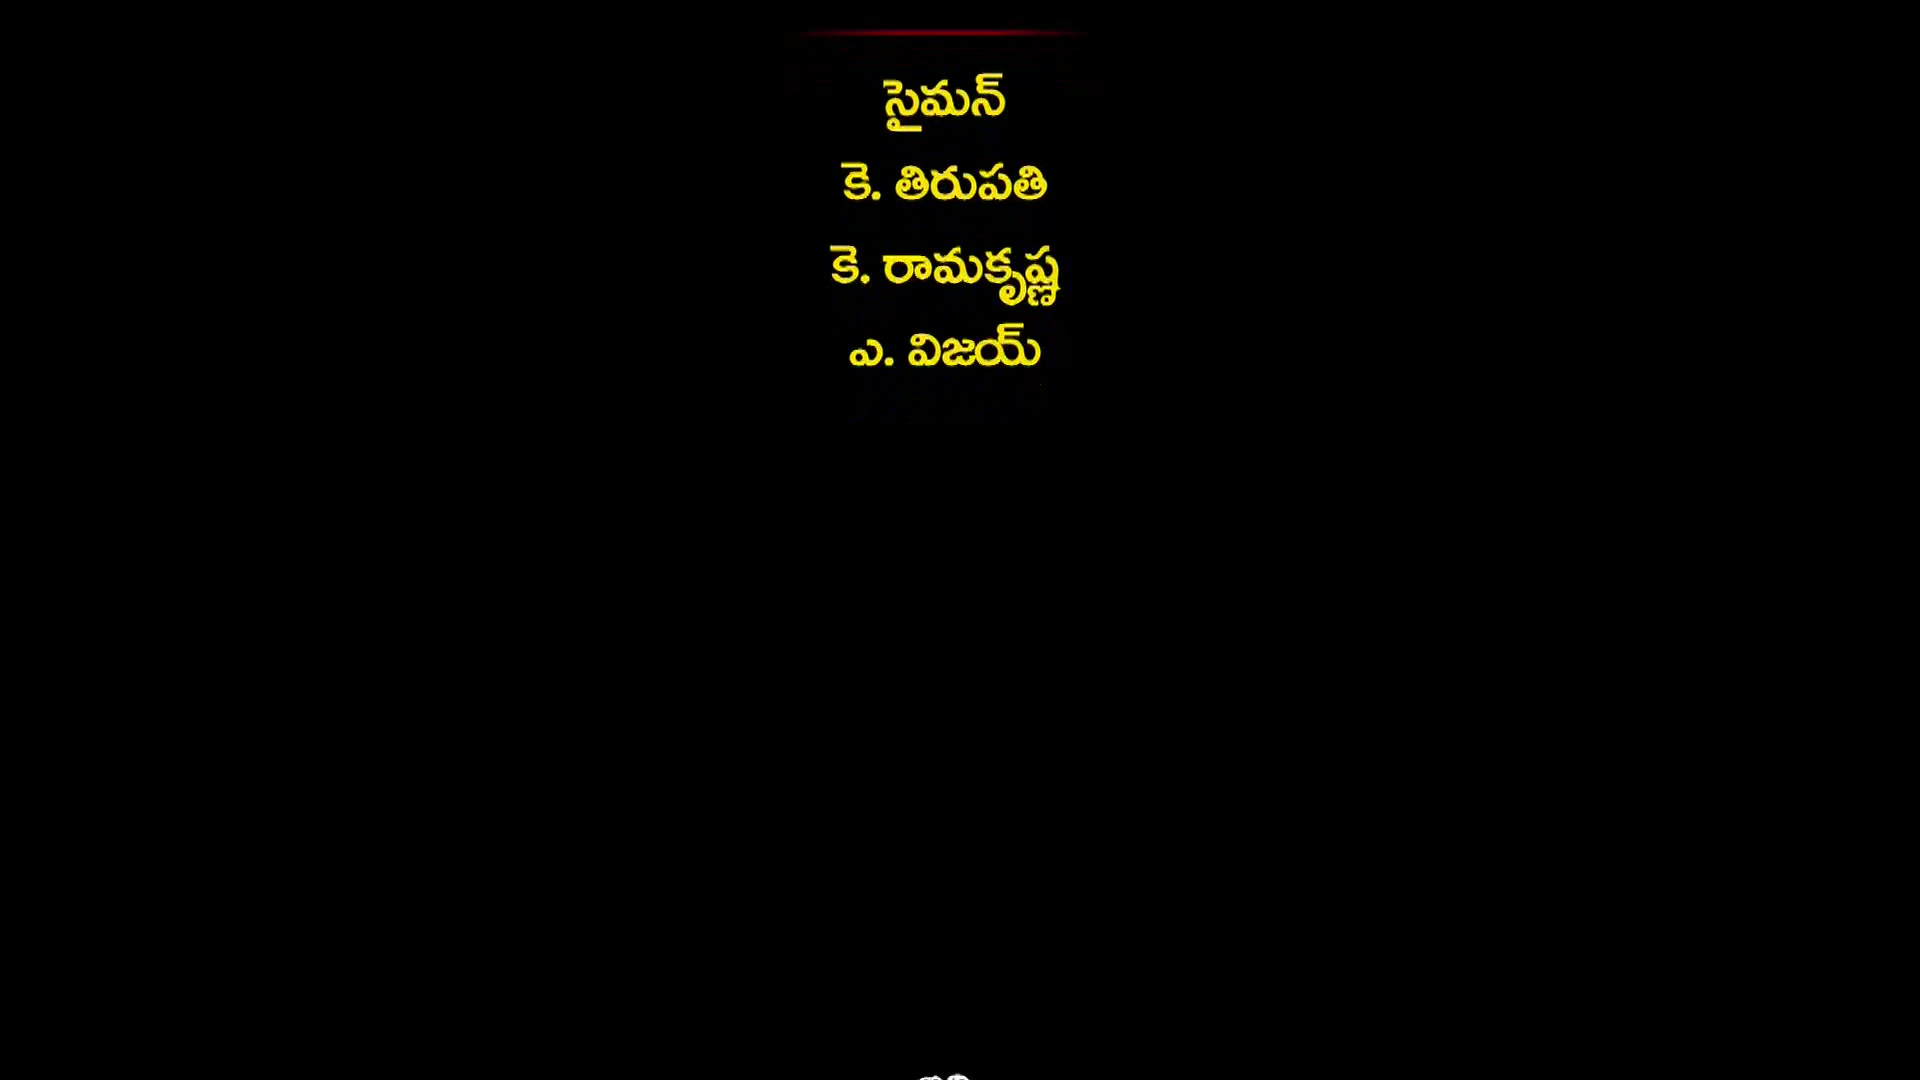 సైమన్
కె. తిరుపతి
కె. రామకృష్ణ
ఎ. విజయ్